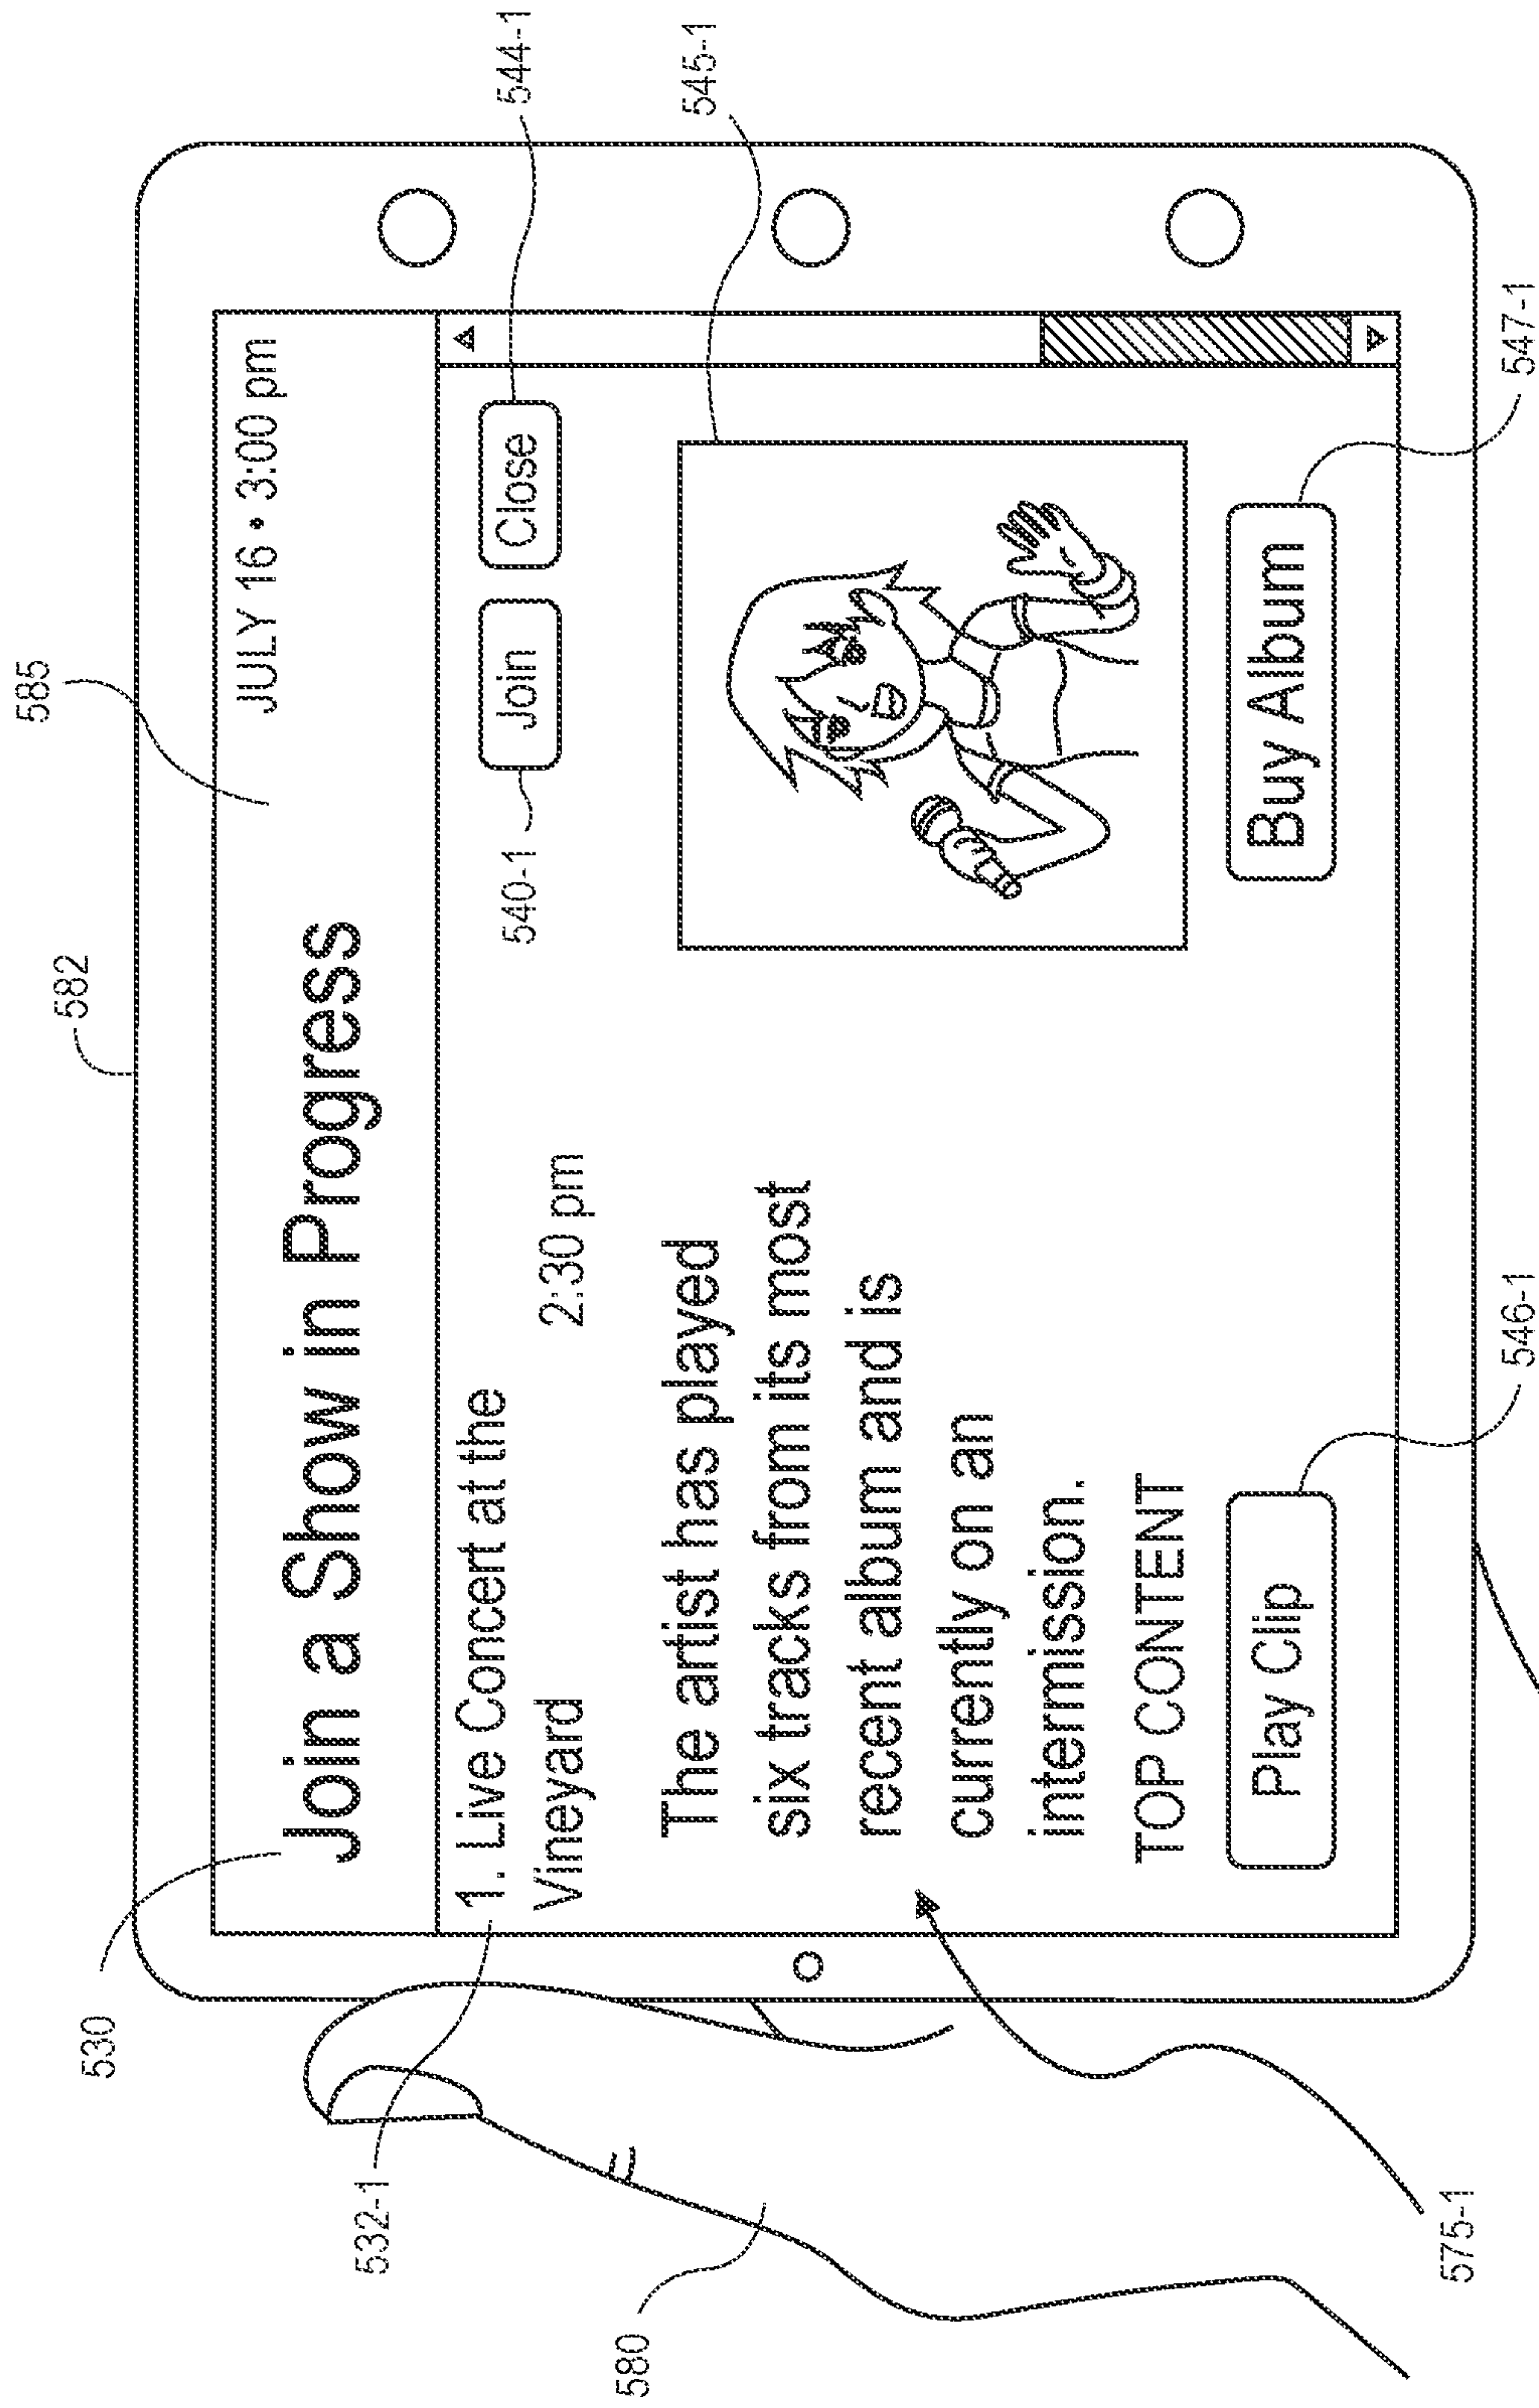 585
582
530
Join a Show in Progress
JULY 16 • 3:00 pm
544-1
532-1
1. Live Concert at the
Vineyard
2:30 pm
540-1
Join
Close
545-1
580
The artist has played
six tracks from its most
recent album and is
currently on an
intermission.
TOP CONTENT
Play Clip
Buy Album
575-1
546-1
547-1